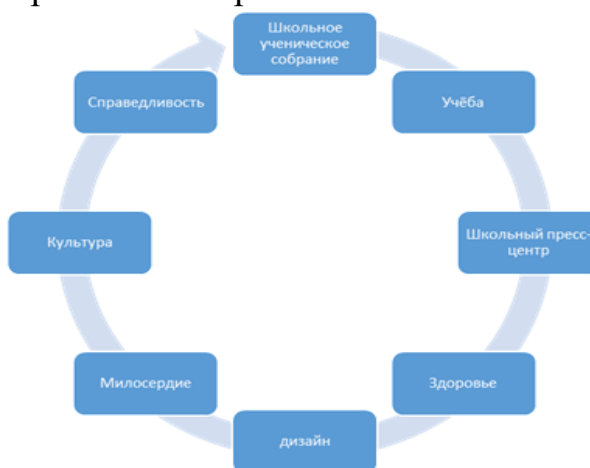 Школьное
ученическое
собрание
Учёба
Школьный пресс-
центр
Здоровье
дизайн
Милосердие
Культура
Справедливость